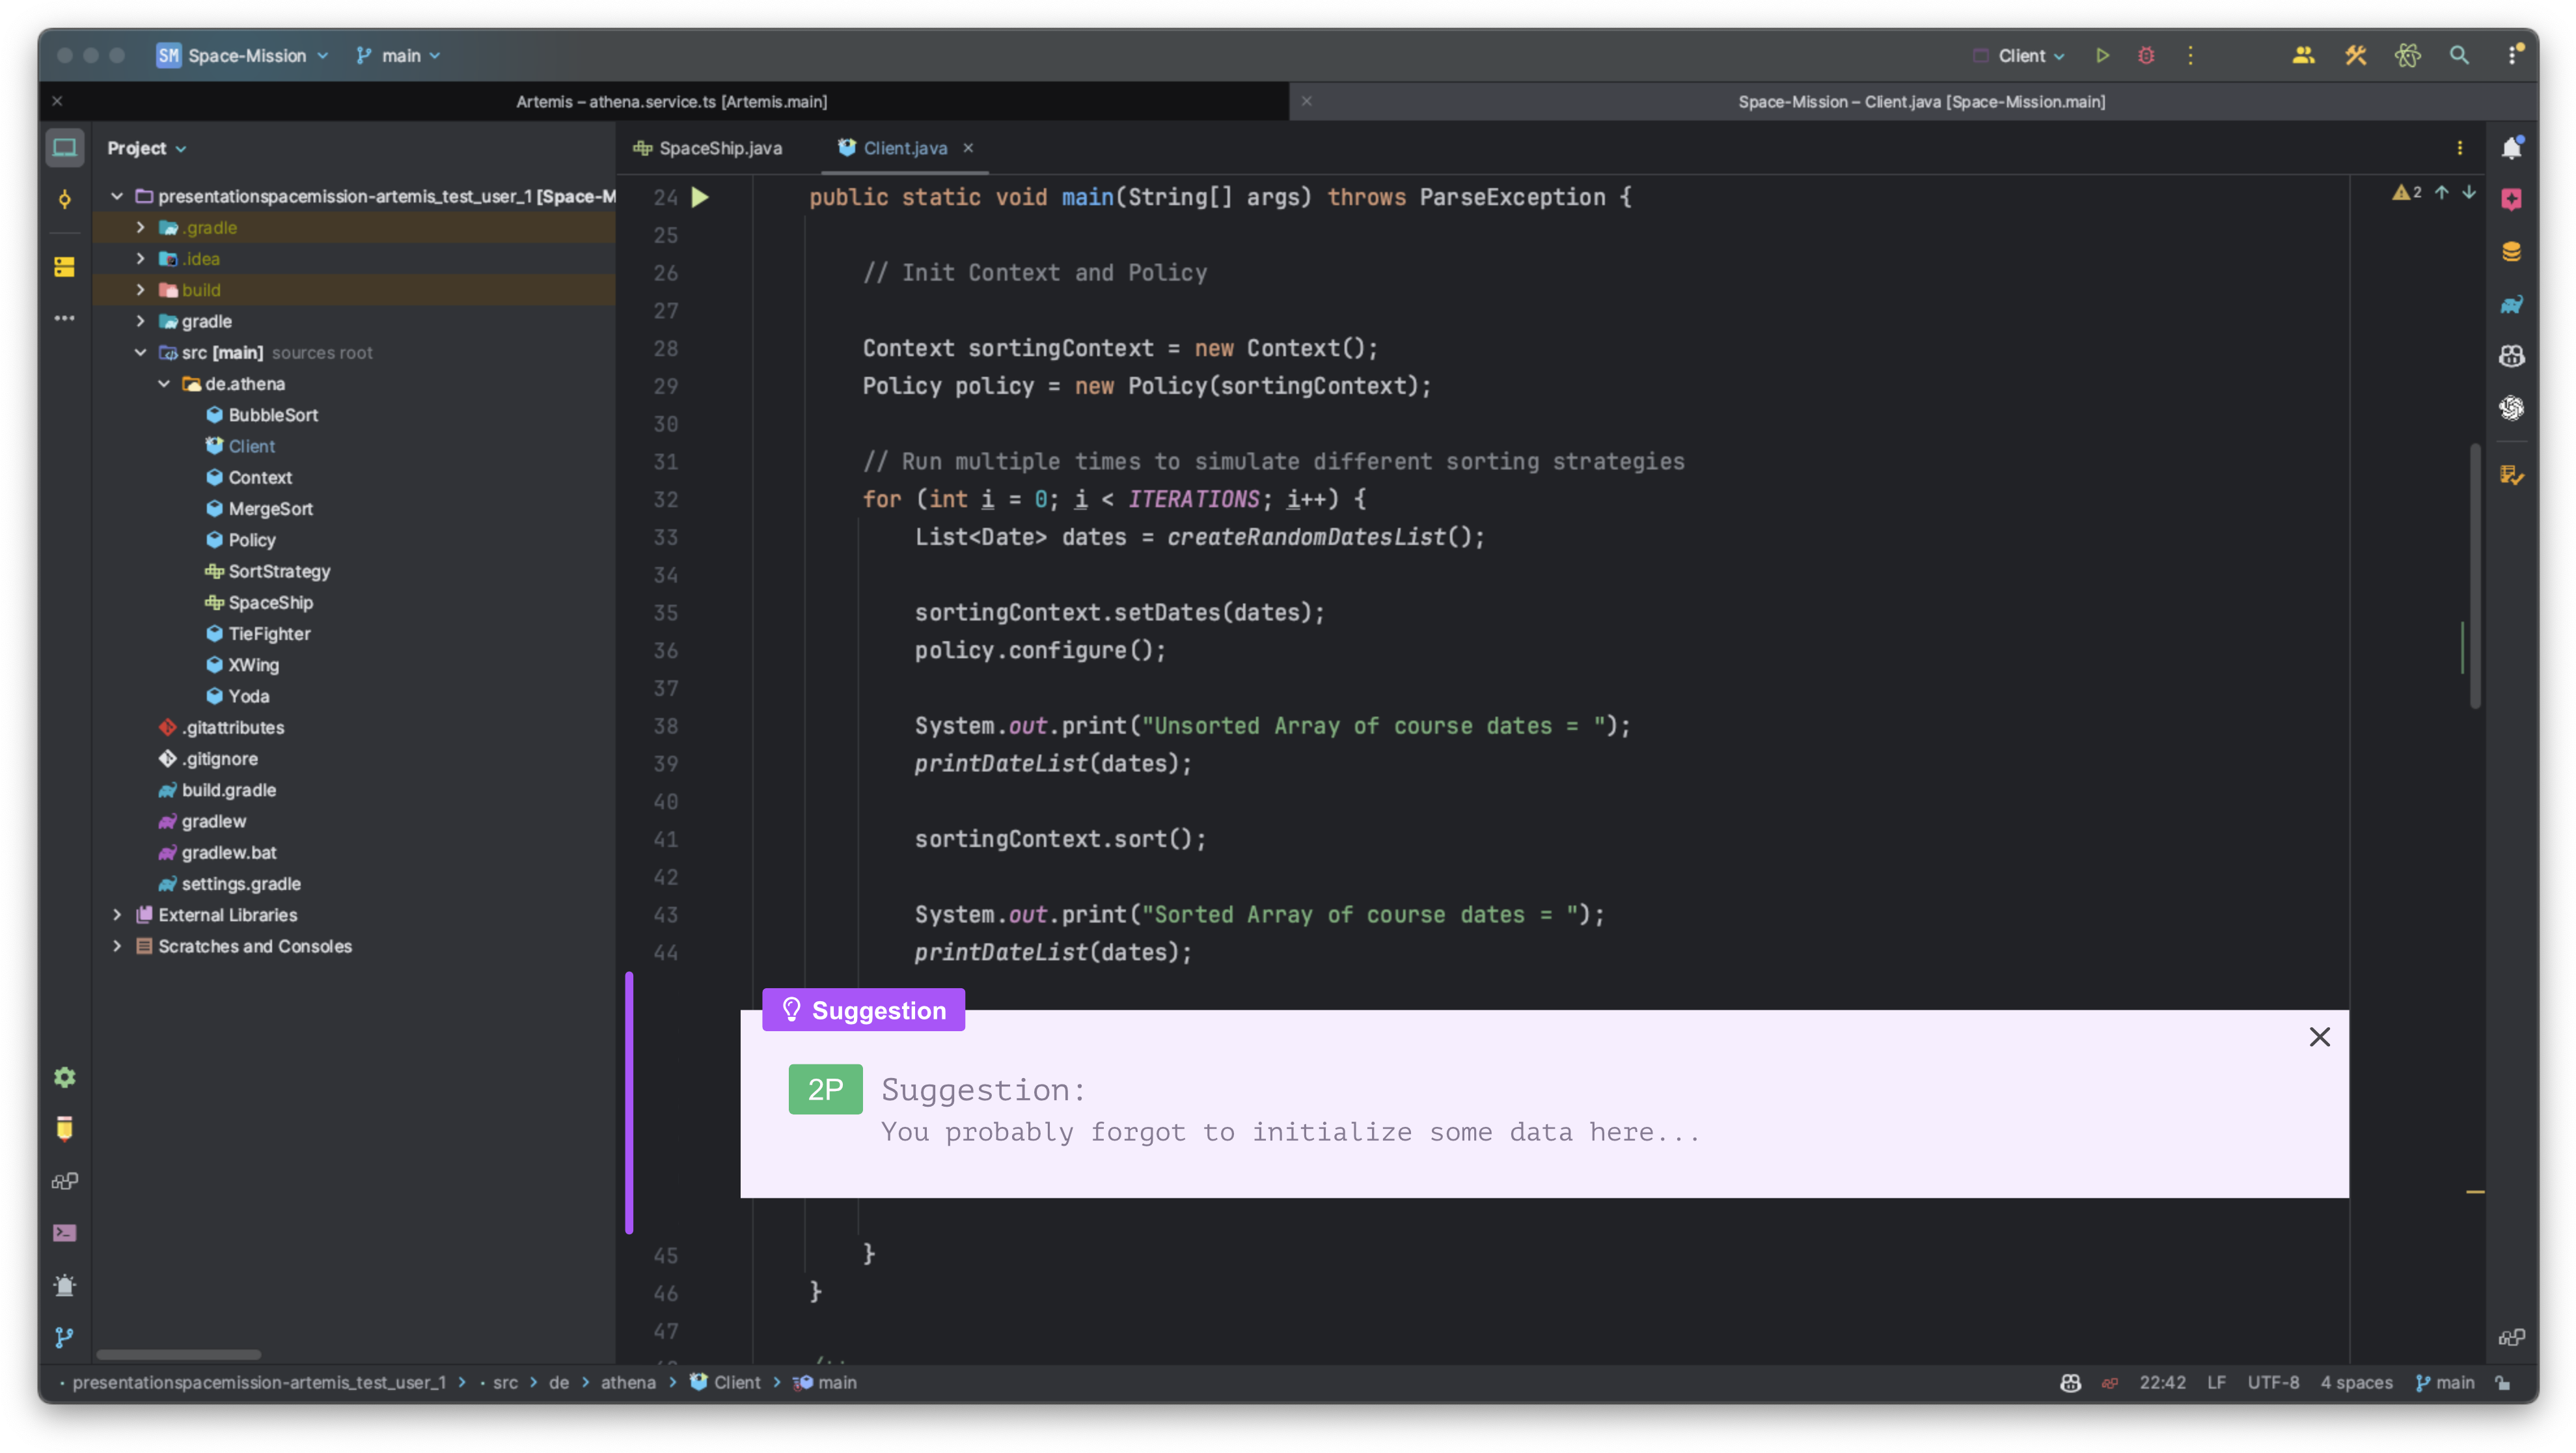 SM Space-Mission main Client
Artemis – athena.service.ts [Artemis.main] Space-Mission – Client.java [Space-Mission.main]
Project
presentationspacemission-artemis_test_user_1 [Space-M
.gradle
.idea
build
gradle
src [main] sources root
de.athena
BubbleSort
Client
Context
MergeSort
Policy
SortStrategy
SpaceShip
TieFighter
XWing
Yoda
.gitattributes
.gitignore
build.gradle
gradlew
gradlew.bat
settings.gradle
External Libraries
Scratches and Consoles
SpaceShip.java Client.java
2
24 public static void main(String[] args) throws ParseException {
25
26 // Init Context and Policy
27
28 Context sortingContext = new Context();
29 Policy policy = new Policy(sortingContext);
30
31 // Run multiple times to simulate different sorting strategies
32 for (int i = 0; i < ITERATIONS; i++) {
33 List<Date> dates = createRandomDatesList();
34
35 sortingContext.setDates(dates);
36 policy.configure();
37
38 System.out.print("Unsorted Array of course dates = ");
39 printDateList(dates);
40
41 sortingContext.sort();
42
43 System.out.print("Sorted Array of course dates = ");
44 printDateList(dates);
Suggestion
2P Suggestion:
You probably forgot to initialize some data here...
45 }
46 }
47
presentationspacemission-artemis_test_user_1 src de athena Client main
22:42 LF UTF-8 4 spaces main